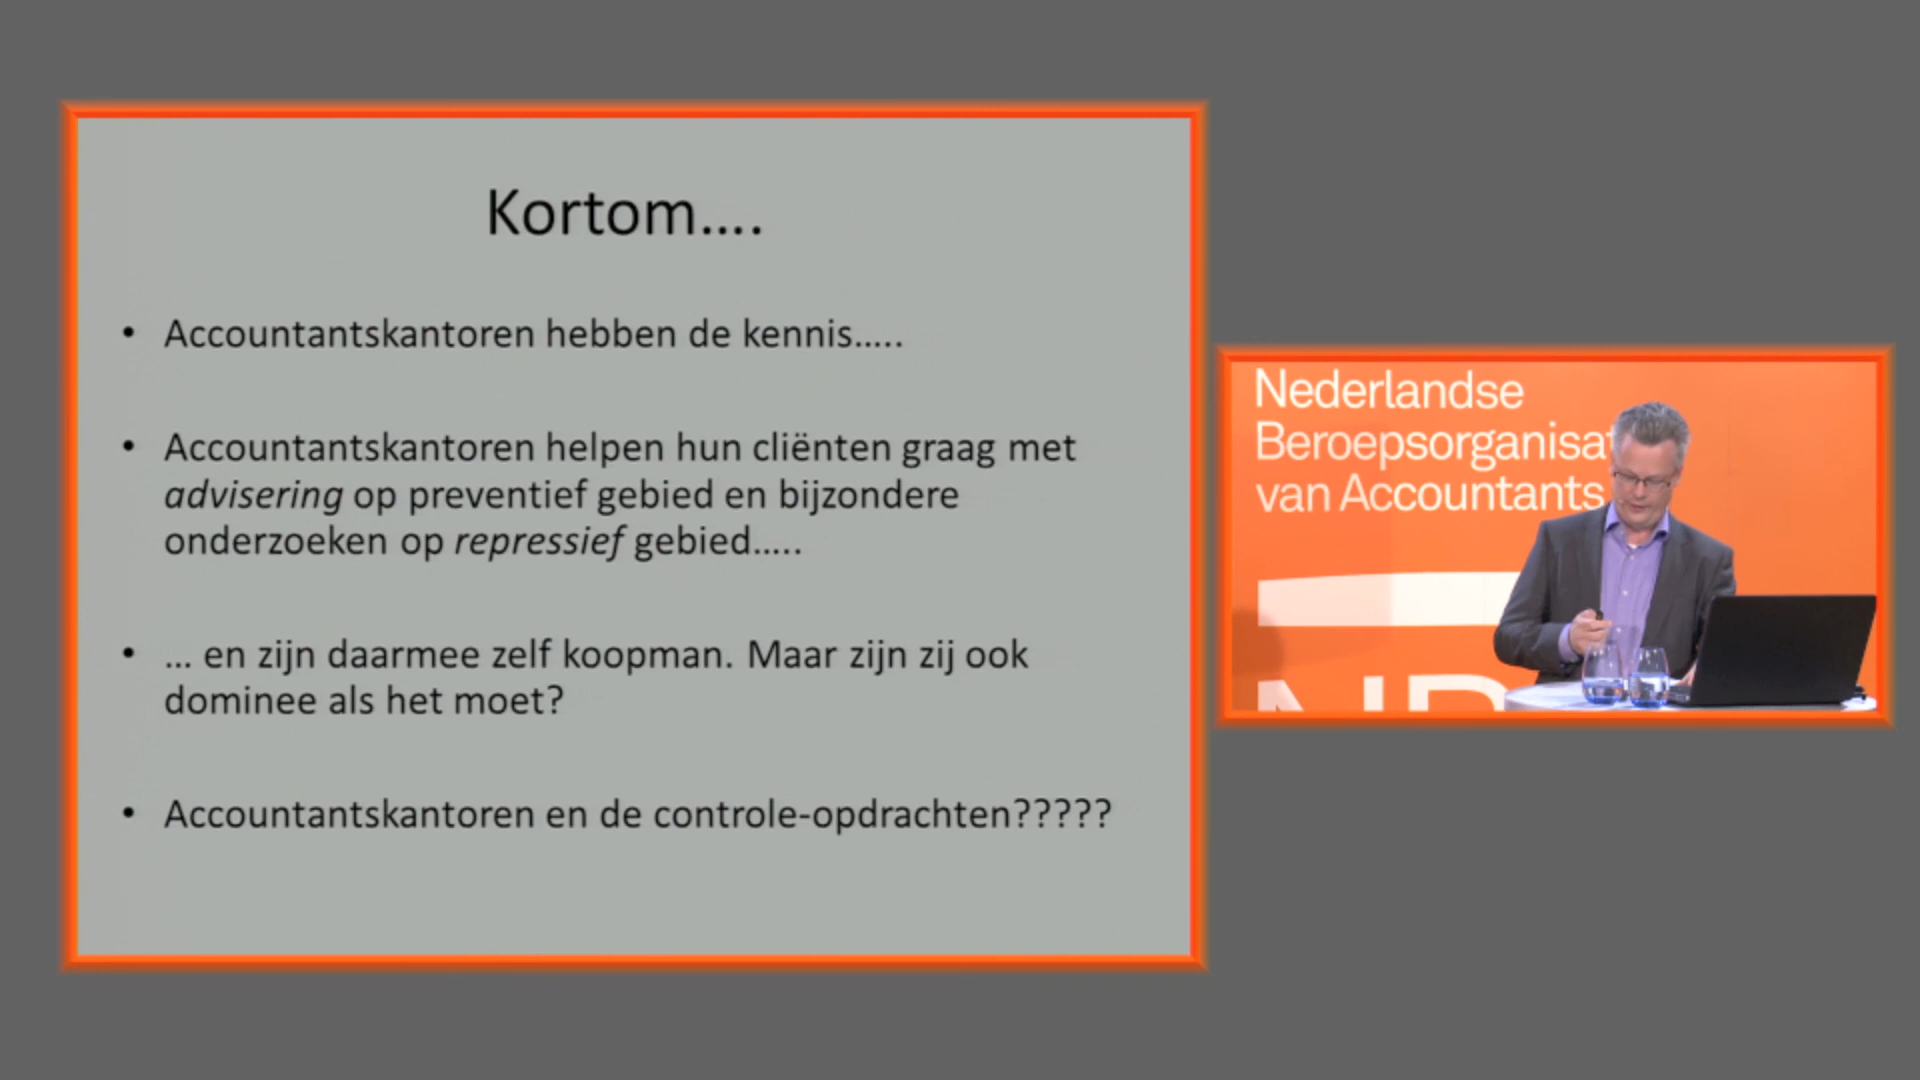 Kortom....
• Accountantskantoren hebben de kennis.....
• Accountantskantoren helpen hun cliënten graag met
advisering op preventief gebied en bijzondere
onderzoeken op repressief gebied.....
• ... en zijn daarmee zelf koopman. Maar zijn zij ook
dominee als het moet?
• Accountantskantoren en de controle-opdrachten?????
Nederlandse
Beroepsorganisat
van Accountants